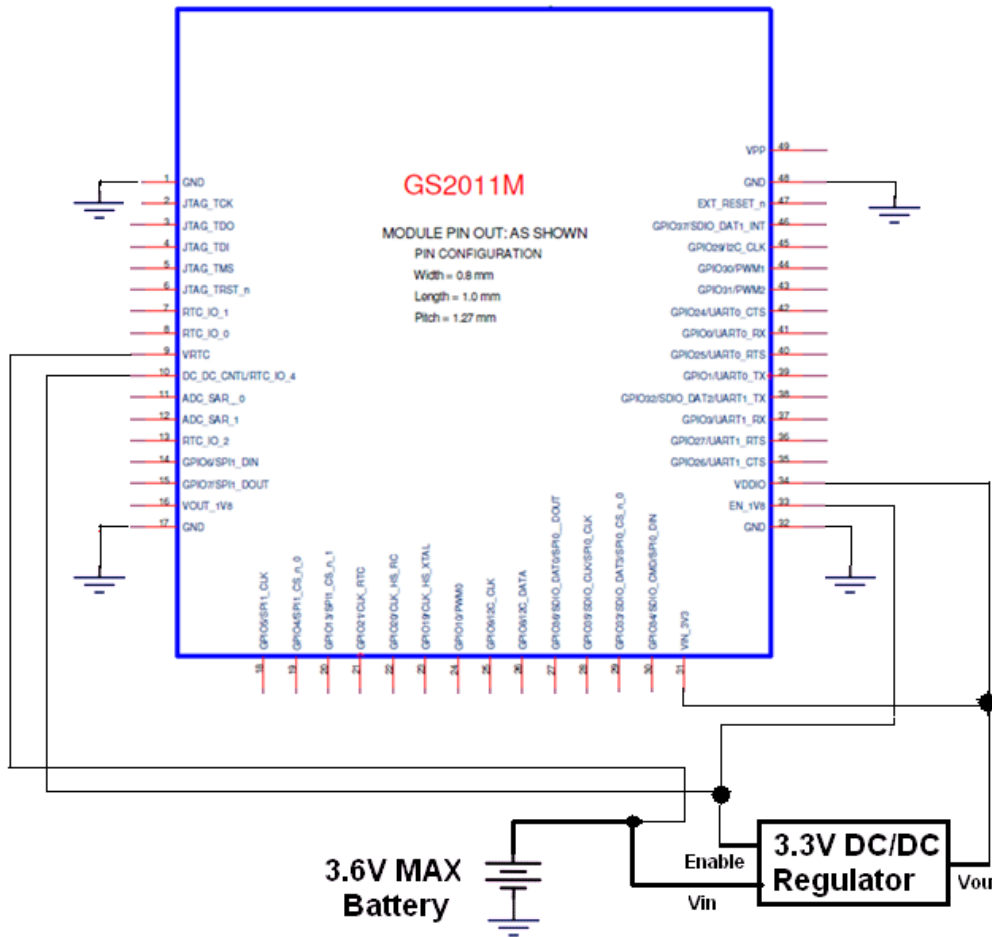 GS2011M
MODULE PIN OUT: AS SHOWN
PIN CONFIGURATION
Width = 0.8 mm
Length = 1.0 mm
Pitch = 1.27 mm
1 GND
2 JTAG_TCK
3 JTAG_TDO
4 JTAG_TDI
5 JTAG_TMS
6 JTAG_TRST_n
7 RTC_IO_1
8 RTC_IO_0
9 VRTC
10 DC_DC_CNTL/RTC_IO_4
11 ADC_SAR_0
12 ADC_SAR_1
13 RTC_IO_2
14 GPIO6/SPI1_DIN
15 GPIO7/SPI1_DOUT
16 VOUT_1V8
17 GND
18 GPIO5/SPI1_CLK
19 GPIO4/SPI1_CS_n_0
20 GPIO13/SPI1_CS_n_1
21 GPIO21/CLK_RTC
22 GPIO20/CLK_HS_RC
23 GPIO19/CLK_HS_XTAL
24 GPIO10/PWM0
25 GPIO9/I2C_CLK
26 GPIO8/I2C_DATA
27 GPIO36/SDIO_DAT0/SPI0__DOUT
28 GPIO35/SDIO_CLK/SPI0_CLK
29 GPIO33/SDIO_DAT3/SPI0_CS_n_0
30 GPIO34/SDIO_CMD/SPI0_DIN
31 VIN_3V3
VPP 49
GND 48
EXT_RESET_n 47
GPIO37/SDIO_DAT1_INT 46
GPIO29/I2C_CLK 45
GPIO30/PWM1 44
GPIO31/PWM2 43
GPIO24/UART0_CTS 42
GPIO0/UART0_RX 41
GPIO25/UART0_RTS 40
GPIO1/UART0_TX 39
GPIO32/SDIO_DAT2/UART1_TX 38
GPIO3/UART1_RX 37
GPIO27/UART1_RTS 36
GPIO26/UART1_CTS 35
VDDIO 34
EN_1V8 33
GND 32
3.6V MAX
Battery
Enable
Vin
3.3V DC/DC
Regulator
Vou